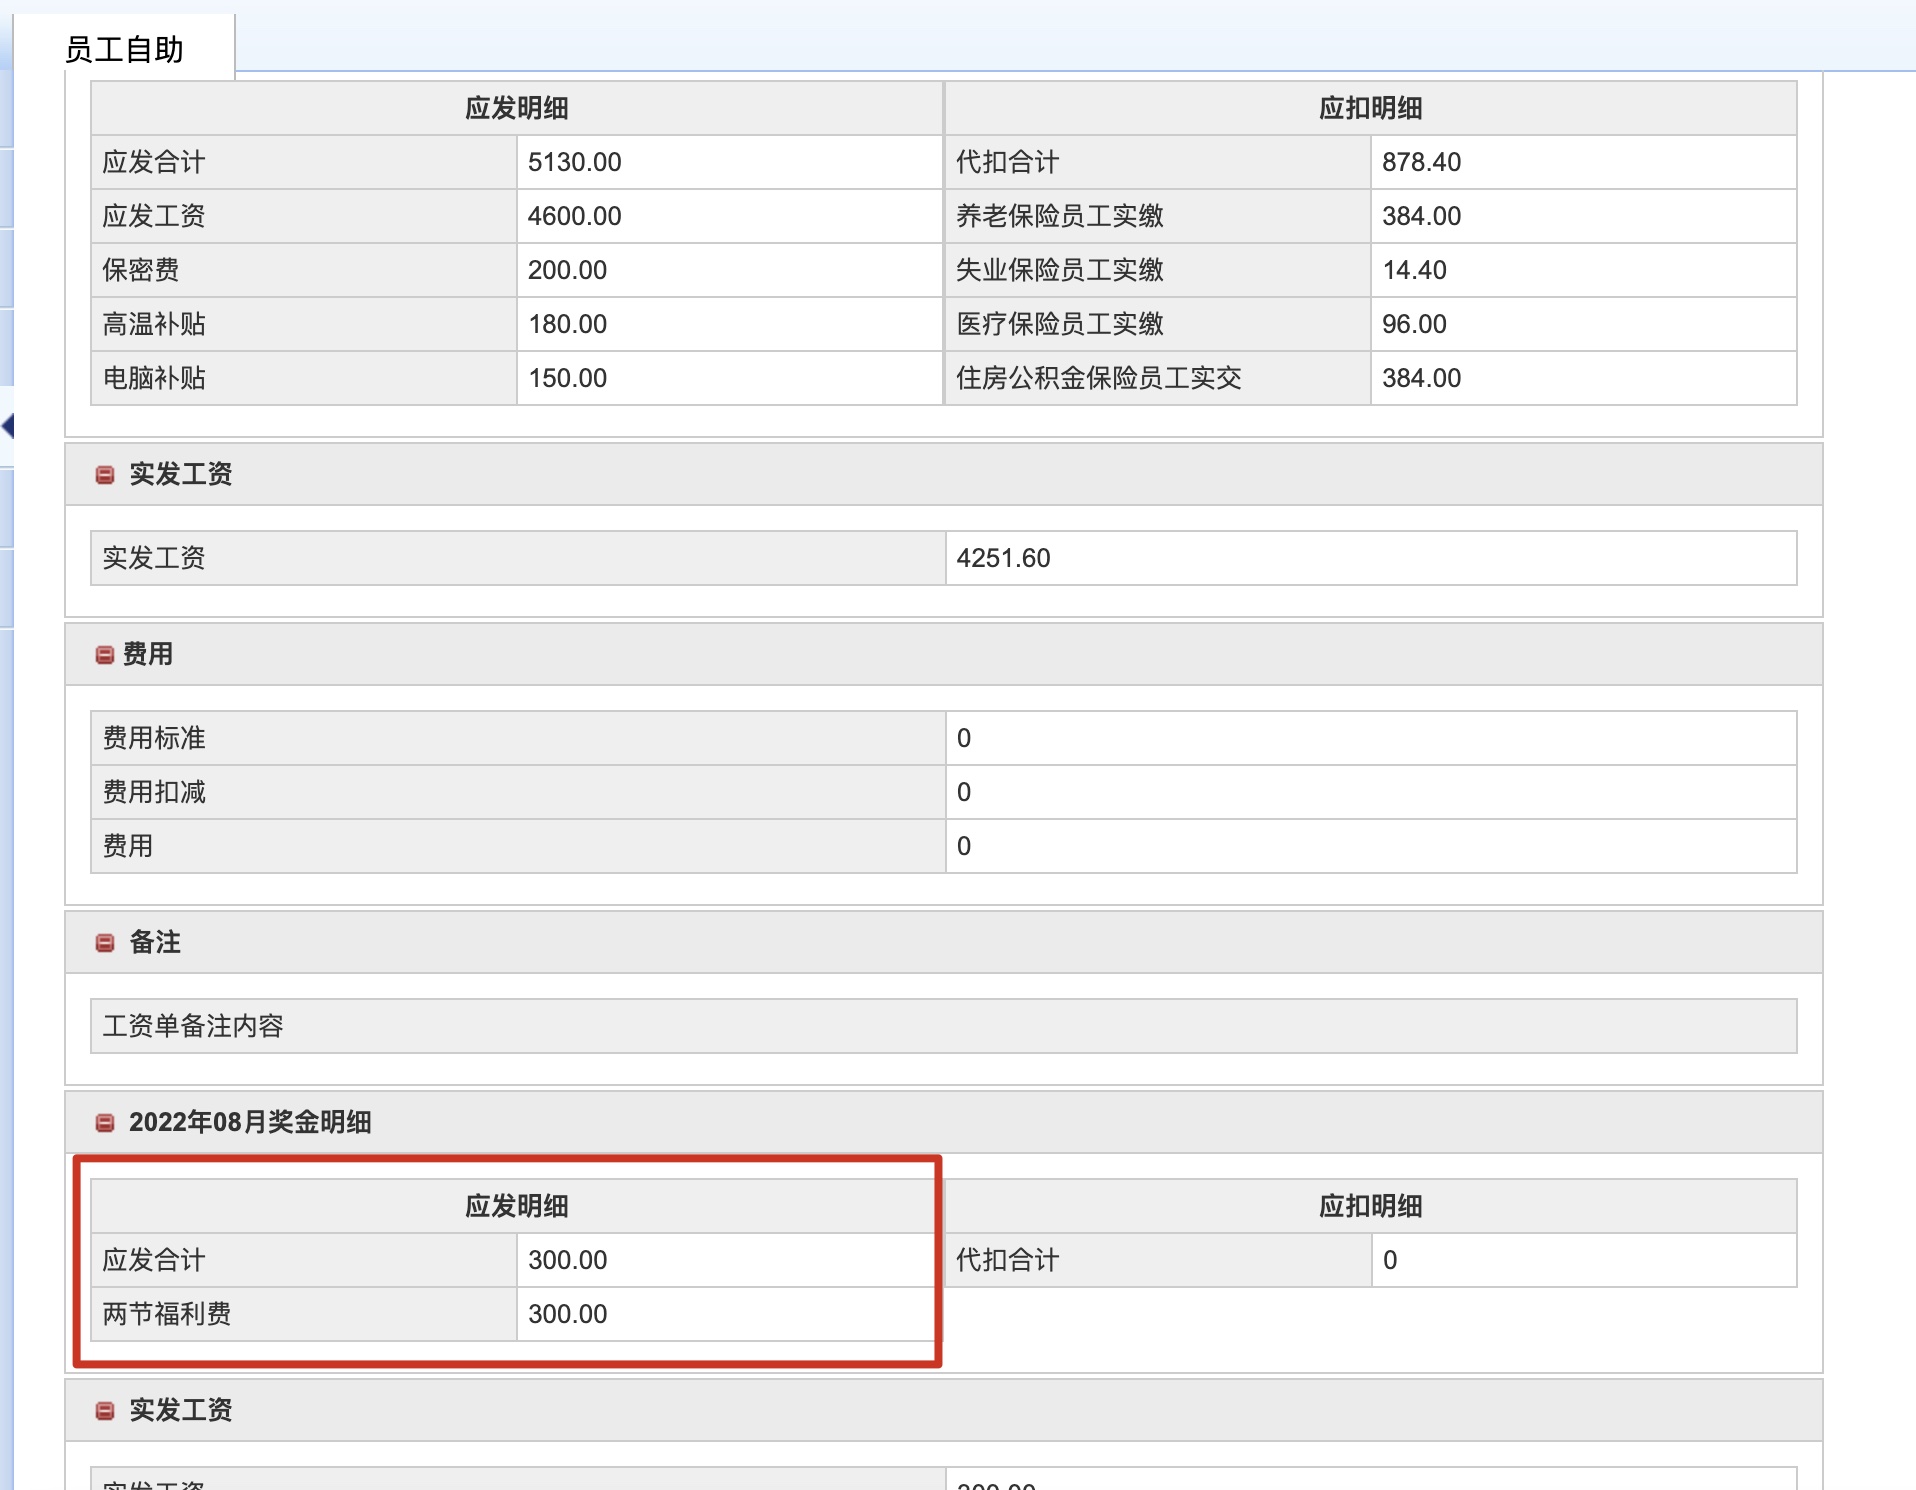 员工自助
应发明细 应扣明细
应发合计 5130.00 代扣合计 878.40
应发工资 4600.00 养老保险员工实缴 384.00
保密费 200.00 失业保险员工实缴 14.40
高温补贴 180.00 医疗保险员工实缴 96.00
电脑补贴 150.00 住房公积金保险员工实交 384.00
实发工资
实发工资 4251.60
费用
费用标准 0
费用扣减 0
费用 0
备注
工资单备注内容
2022年08月奖金明细
应发明细 应扣明细
应发合计 300.00 代扣合计 0
两节福利费 300.00
实发工资
实发工资 300.00